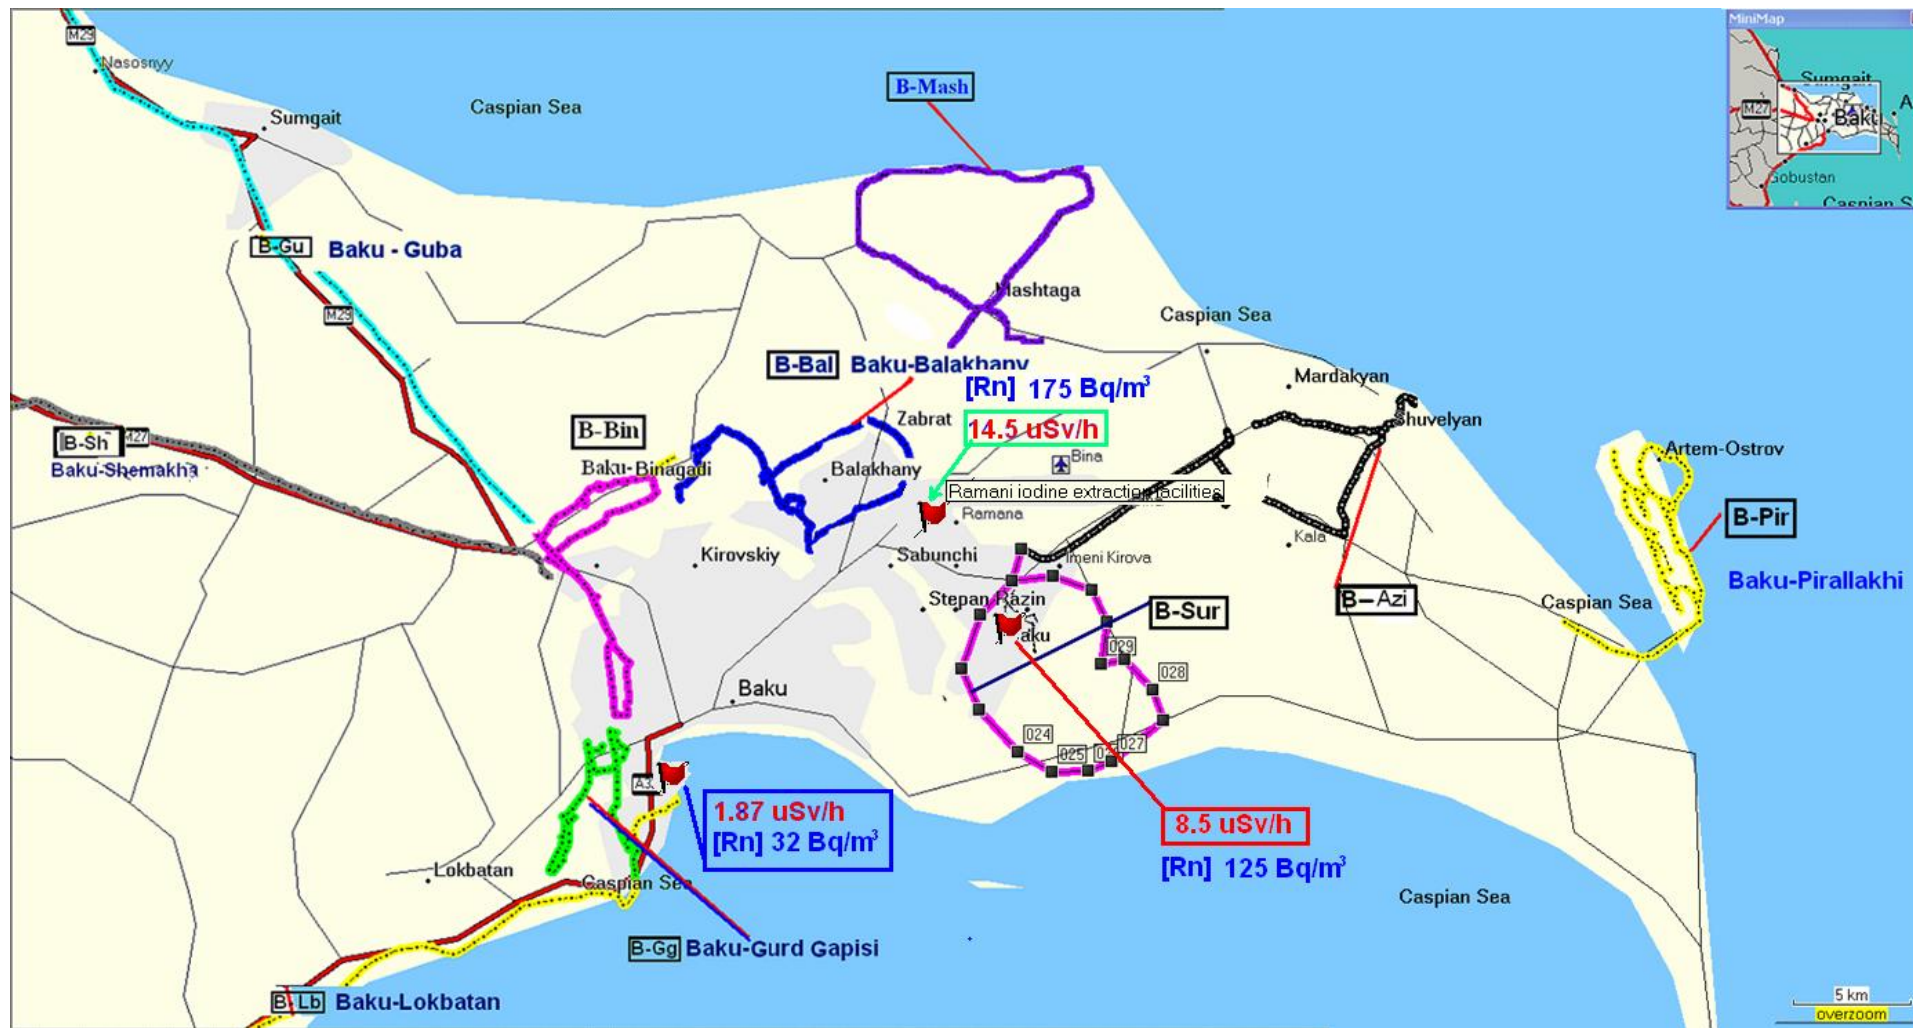 M29
Nasosnyy
Sumgait
Caspian Sea
B-Mash
MiniMap
Sumgait
M27
Baku
A
Gobustan
Caspian S
B-Gu Baku - Guba
M29
Mashtaga
Caspian Sea
B-Bal Baku-Balakhany
[Rn] 175 Bq/m³
14.5 uSv/h
Mardakyan
Shuvelyan
Zabrat
B-Bin
Baku-Binagadi
Balakhany
Bina
Artem-Ostrov
B-Sh M27
Baku-Shemakha
Ramani iodine extraction facilities
Ramana
B-Pir
Kirovskiy
Sabunchi
Imeni Kirova
Kala
Baku-Pirallakhi
Stepan Razin
B-Sur
B-Azi
Caspian Sea
aku
029
028
Baku
024
025
027
A3
1.87 uSv/h
[Rn] 32 Bq/m³
8.5 uSv/h
[Rn] 125 Bq/m³
Lokbatan
Caspian Sea
Caspian Sea
B-Gg Baku-Gurd Gapisi
B-Lb Baku-Lokbatan
5 km
overzoom